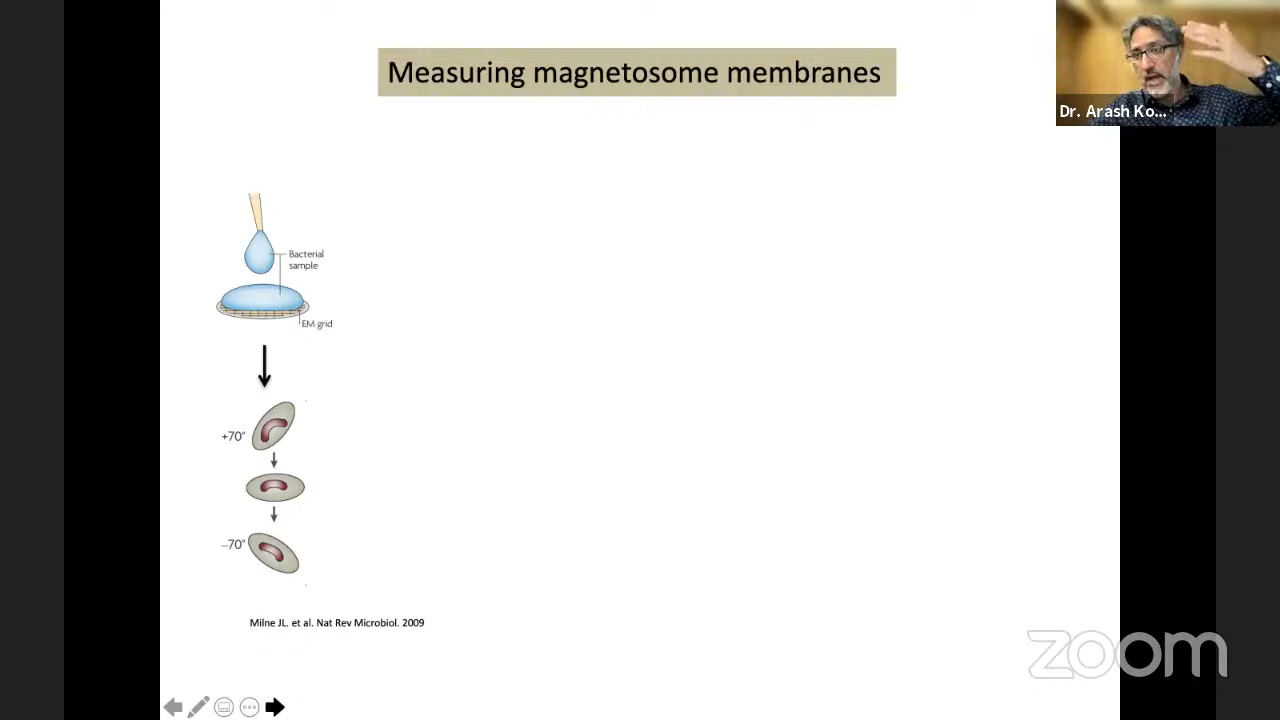 Measuring magnetosome membranes
Dr. Arash Ko...
Bacterial
sample
EM grid
+70°
–70°
Milne JL. et al. Nat Rev Microbiol. 2009
zoom